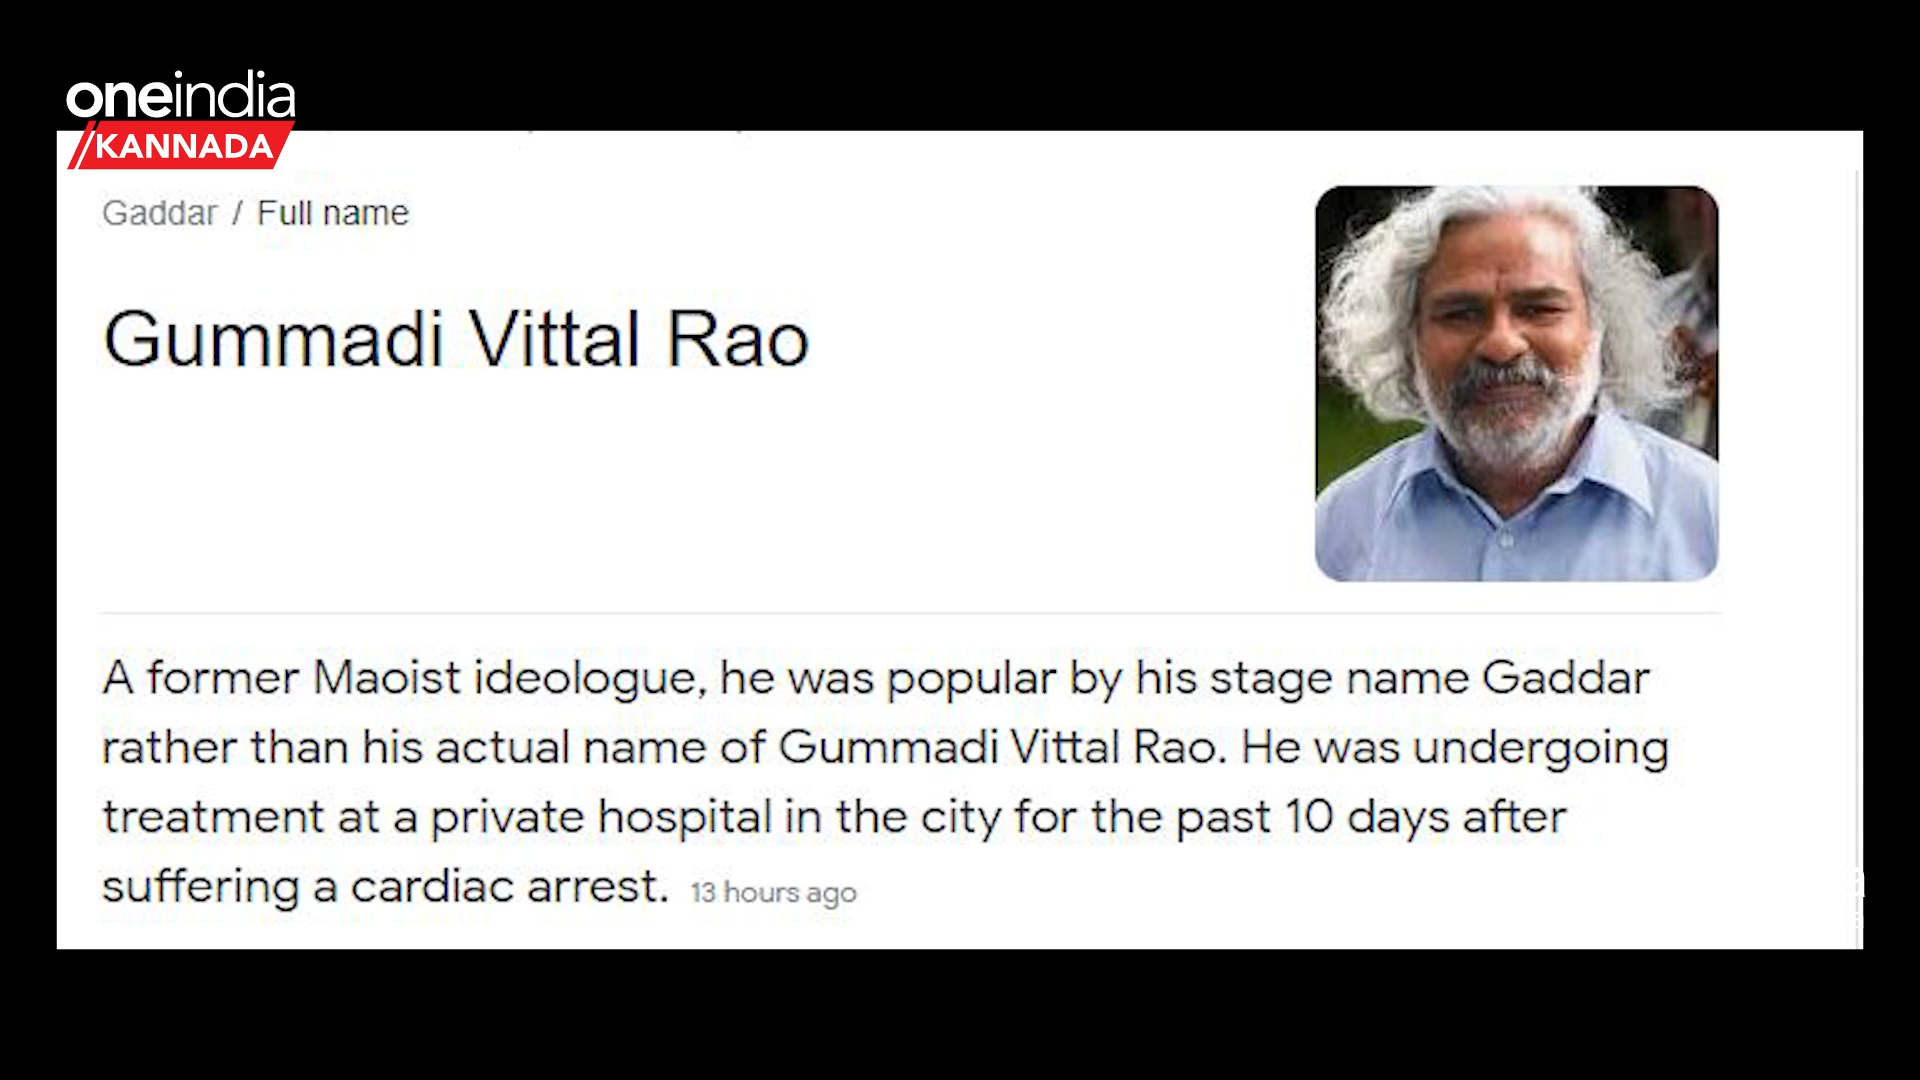 oneindia
KANNADA
Gaddar / Full name
Gummadi Vittal Rao
A former Maoist ideologue, he was popular by his stage name Gaddar
rather than his actual name of Gummadi Vittal Rao. He was undergoing
treatment at a private hospital in the city for the past 10 days after
suffering a cardiac arrest. 13 hours ago